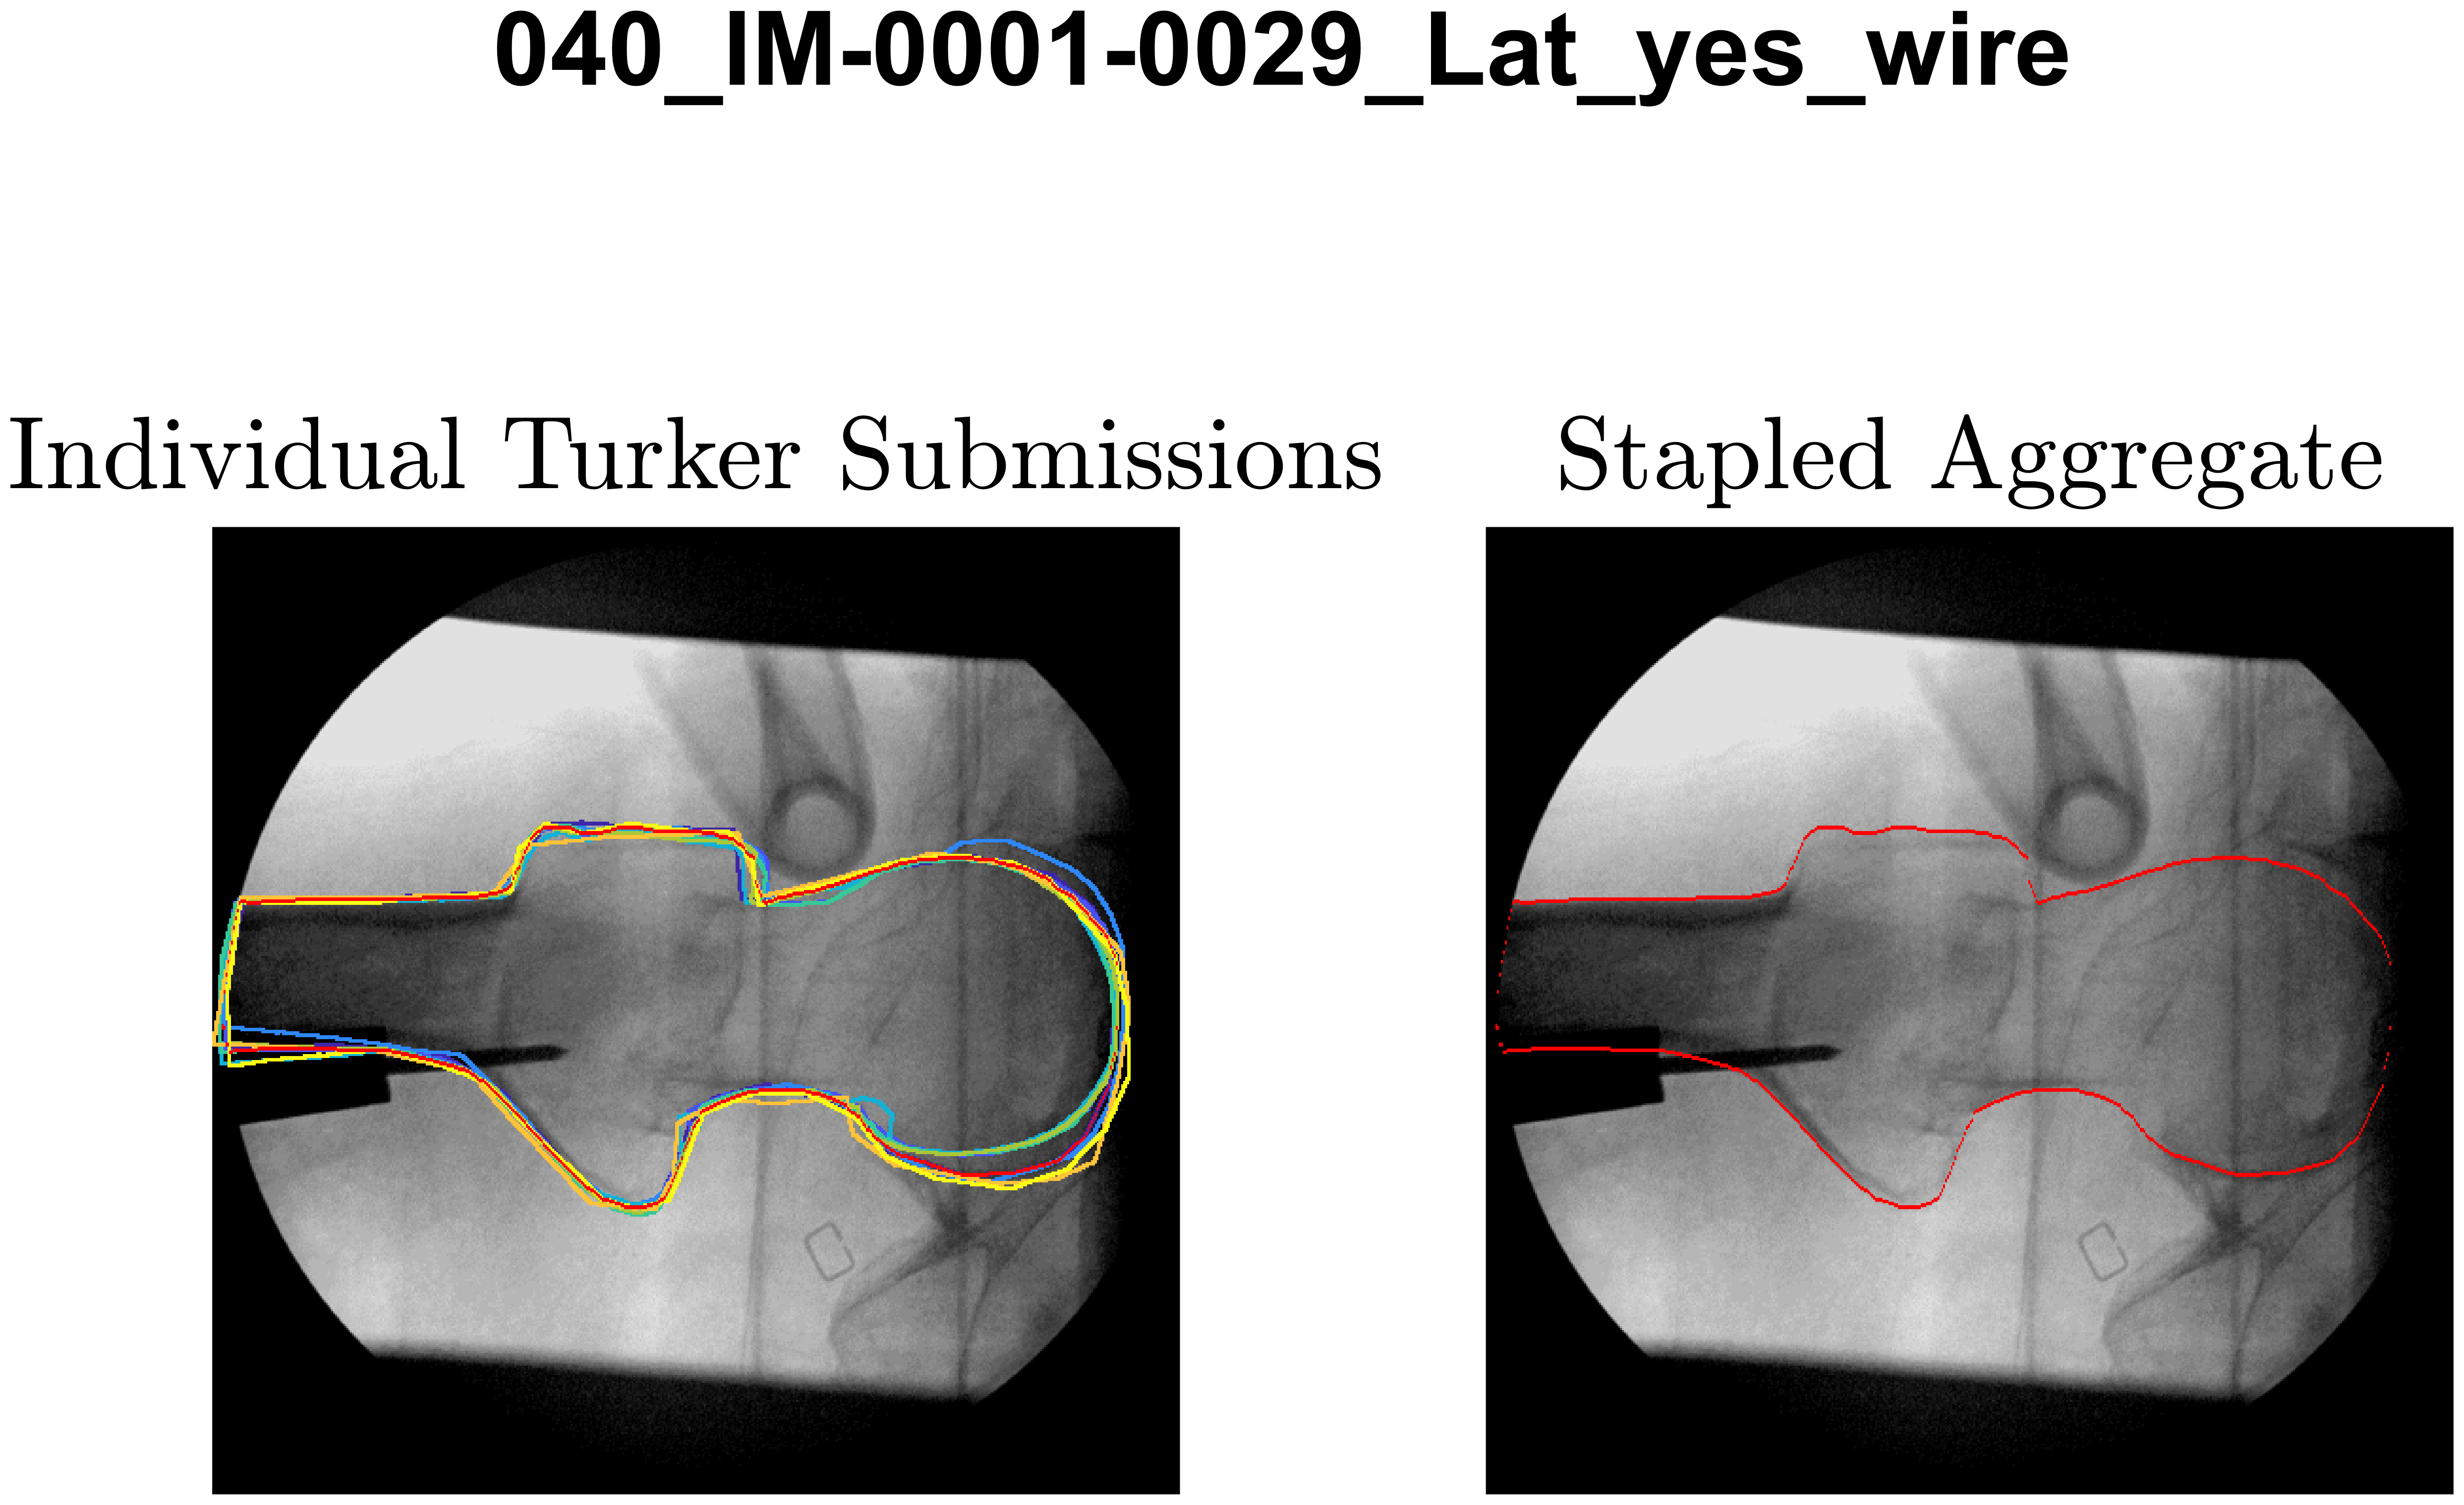 040_IM-0001-0029_Lat_yes_wire
Individual Turker Submissions
Stapled Aggregate